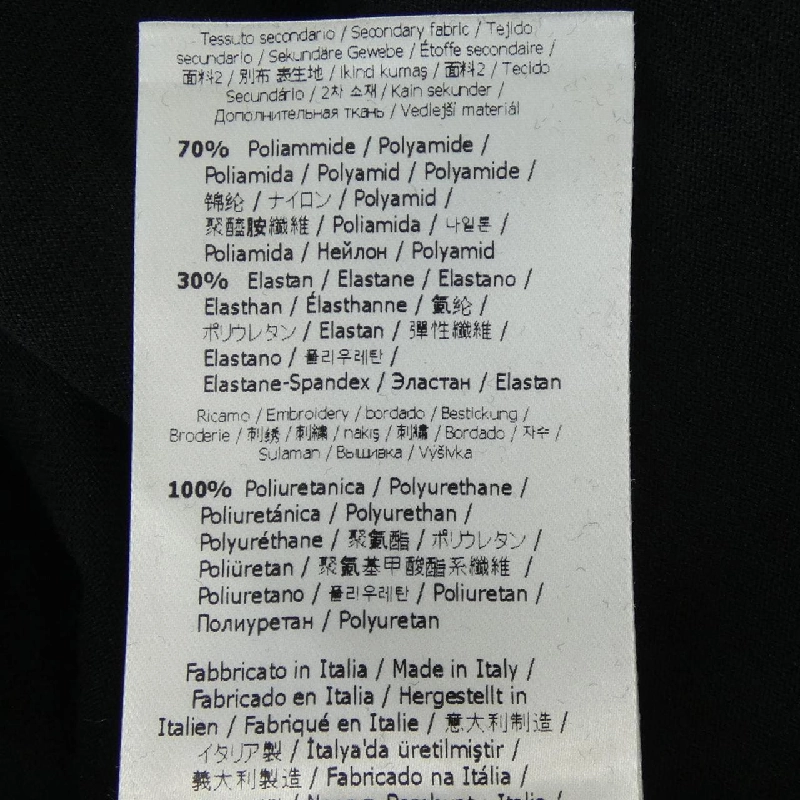 Tessuto secondario / Secondary fabric / Tejido
secundario / Sekundäre Gewebe / Étoffe secondaire /
面料2 / 別布 表生地 / Ikind kumaş / 面料2 / Tecido
Secundário / 2차 소재 / Kain sekunder /
Дополнительная ткань / Vedlejší materiál
70% Poliammide / Polyamide /
Poliamida / Polyamid / Polyamide /
锦纶 / ナイロン / Polyamid /
聚醯胺纖維 / Poliamida / 나일론 /
Poliamida / Нейлон / Polyamid
30% Elastan / Elastane / Elastano /
Elasthan / Élasthanne / 氨纶 /
ポリウレタン / Elastan / 彈性纖維 /
Elastano / 폴리우레탄 /
Elastane-Spandex / Эластан / Elastan
Ricamo / Embroidery / bordado / Bestickung /
Broderie / 刺绣 / 刺繍 / nakış / 刺繡 / Bordado / 자수 /
Sulaman / Вышивка / Výšivka
100% Poliuretanica / Polyurethane /
Poliuretánica / Polyurethan /
Polyuréthane / 聚氨酯 / ポリウレタン /
Poliüretan / 聚氨基甲酸酯系纖維 /
Poliuretano / 폴리우레탄 / Poliuretan /
Полиуретан / Polyuretan
Fabbricato in Italia / Made in Italy /
Fabricado en Italia / Hergestellt in
Italien / Fabriqué en Italie / 意大利制造 /
イタリア製 / İtalya'da üretilmiştir /
義大利製造 / Fabricado na Itália /